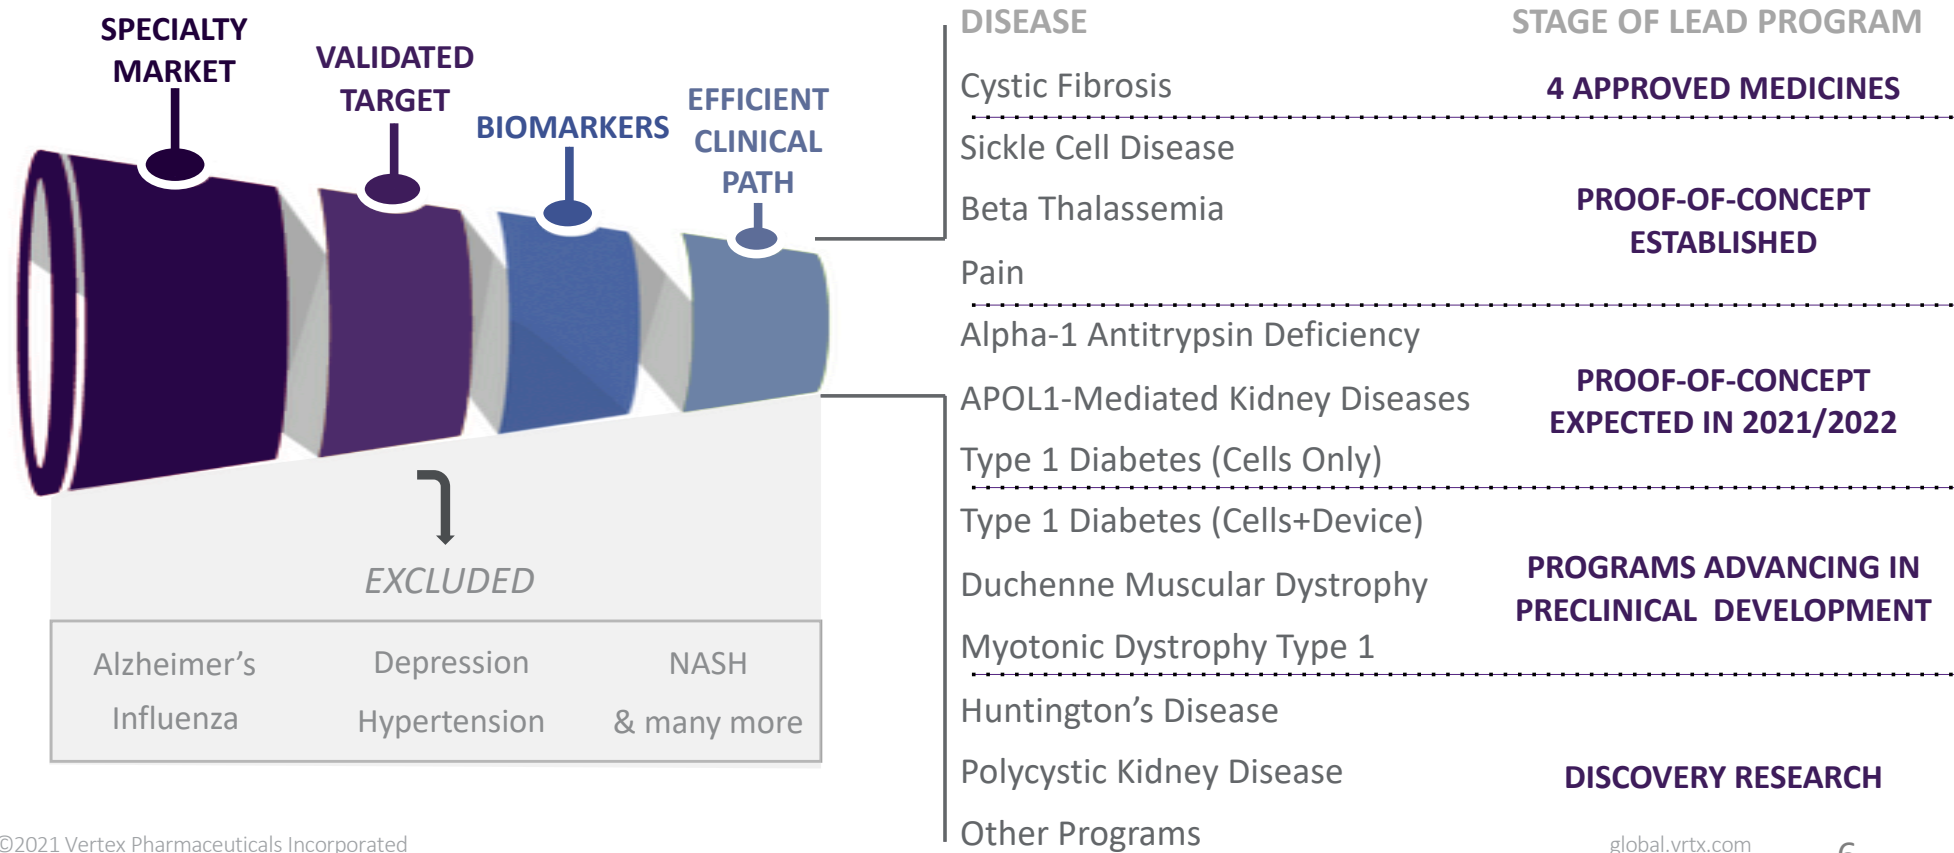 SPECIALTY
MARKET
VALIDATED
TARGET
BIOMARKERS
EFFICIENT
CLINICAL
PATH
EXCLUDED
Alzheimer’s
Depression
NASH
Influenza
Hypertension
& many more
DISEASE
STAGE OF LEAD PROGRAM
Cystic Fibrosis
4 APPROVED MEDICINES
Sickle Cell Disease
Beta Thalassemia
Pain
PROOF-OF-CONCEPT
ESTABLISHED
Alpha-1 Antitrypsin Deficiency
APOL1-Mediated Kidney Diseases
Type 1 Diabetes (Cells Only)
PROOF-OF-CONCEPT
EXPECTED IN 2021/2022
Type 1 Diabetes (Cells+Device)
Duchenne Muscular Dystrophy
Myotonic Dystrophy Type 1
PROGRAMS ADVANCING IN
PRECLINICAL DEVELOPMENT
Huntington’s Disease
Polycystic Kidney Disease
Other Programs
DISCOVERY RESEARCH
©2021 Vertex Pharmaceuticals Incorporated
global.vrtx.com